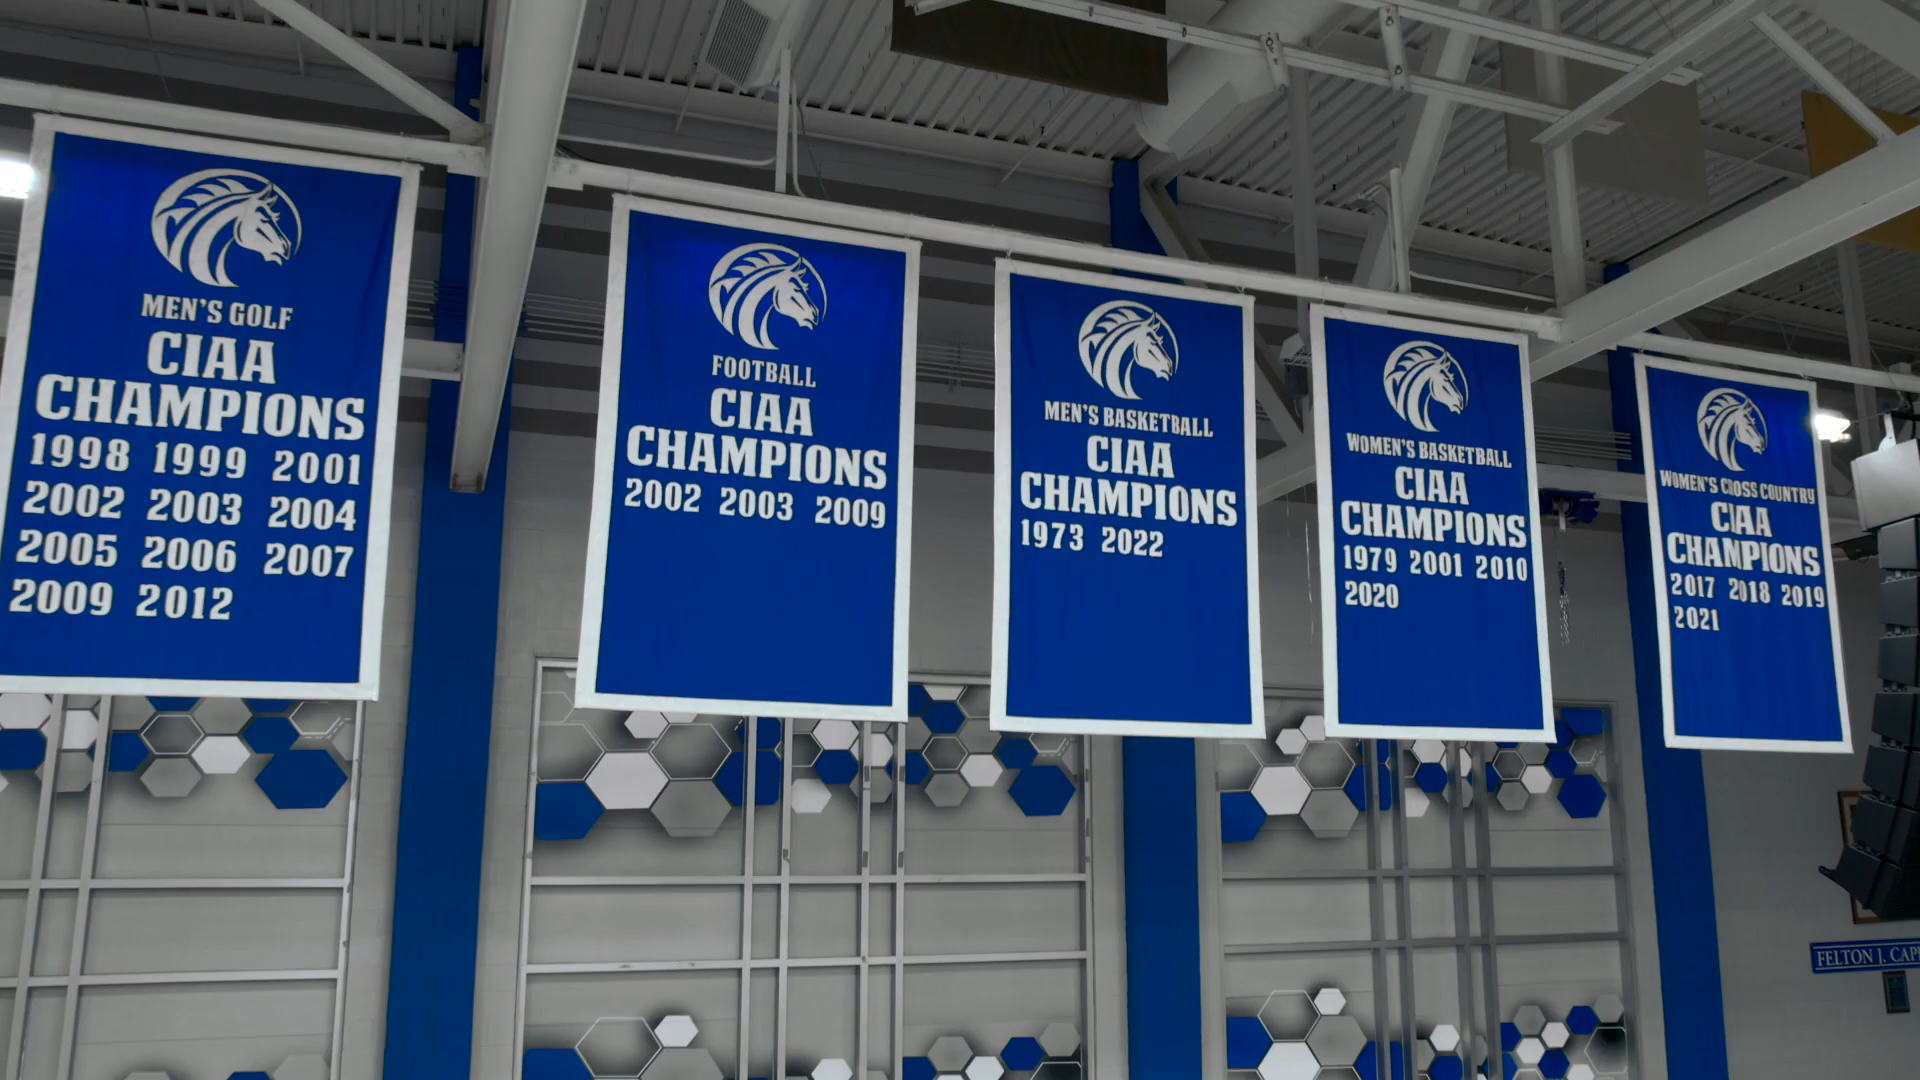 MEN'S GOLF
CIAA
CHAMPIONS
1998 1999 2001
2002 2003 2004
2005 2006 2007
2009 2012
FOOTBALL
CIAA
CHAMPIONS
2002 2003 2009
MEN'S BASKETBALL
CIAA
CHAMPIONS
1973 2022
WOMEN'S BASKETBALL
CIAA
CHAMPIONS
1979 2001 2010
2020
WOMEN'S CROSS COUNTRY
CIAA
CHAMPIONS
2017 2018 2019
2021
FELTON J.